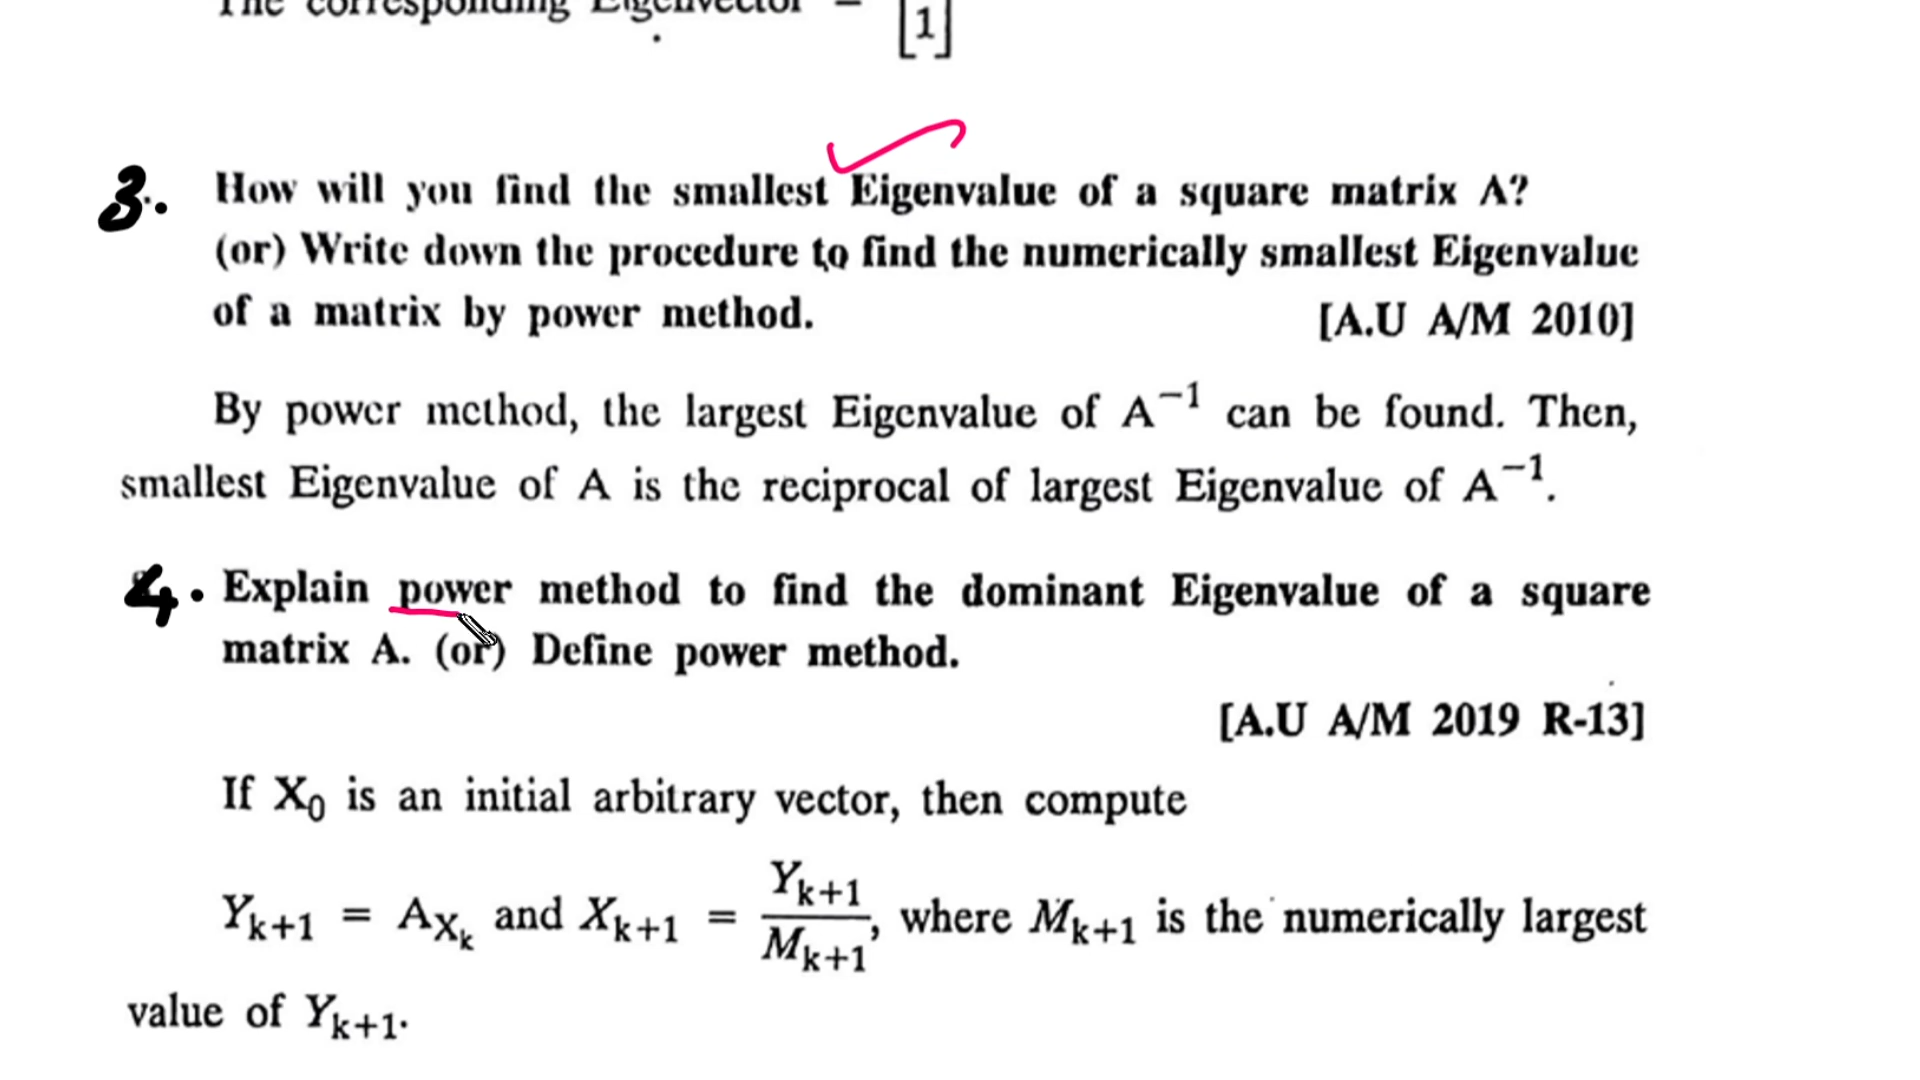 The corresponding Eigenvector =
[1]
3. How will you find the smallest Eigenvalue of a square matrix A?
(or) Write down the procedure to find the numerically smallest Eigenvalue
of a matrix by power method. [A.U A/M 2010]
By power method, the largest Eigenvalue of A⁻¹ can be found. Then,
smallest Eigenvalue of A is the reciprocal of largest Eigenvalue of A⁻¹.
4. Explain power method to find the dominant Eigenvalue of a square
matrix A. (or) Define power method.
[A.U A/M 2019 R-13]
If X₀ is an initial arbitrary vector, then compute
Yₖ₊₁ = AXₖ and Xₖ₊₁ = Yₖ₊₁/Mₖ₊₁, where Mₖ₊₁ is the numerically largest
value of Yₖ₊₁.